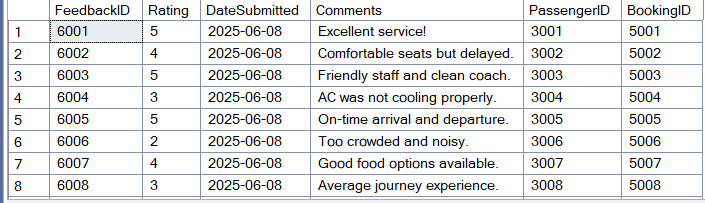 FeedbackID Rating DateSubmitted Comments PassengerID BookingID
1 6001 5 2025-06-08 Excellent service! 3001 5001
2 6002 4 2025-06-08 Comfortable seats but delayed. 3002 5002
3 6003 5 2025-06-08 Friendly staff and clean coach. 3003 5003
4 6004 3 2025-06-08 AC was not cooling properly. 3004 5004
5 6005 5 2025-06-08 On-time arrival and departure. 3005 5005
6 6006 2 2025-06-08 Too crowded and noisy. 3006 5006
7 6007 4 2025-06-08 Good food options available. 3007 5007
8 6008 3 2025-06-08 Average journey experience. 3008 5008